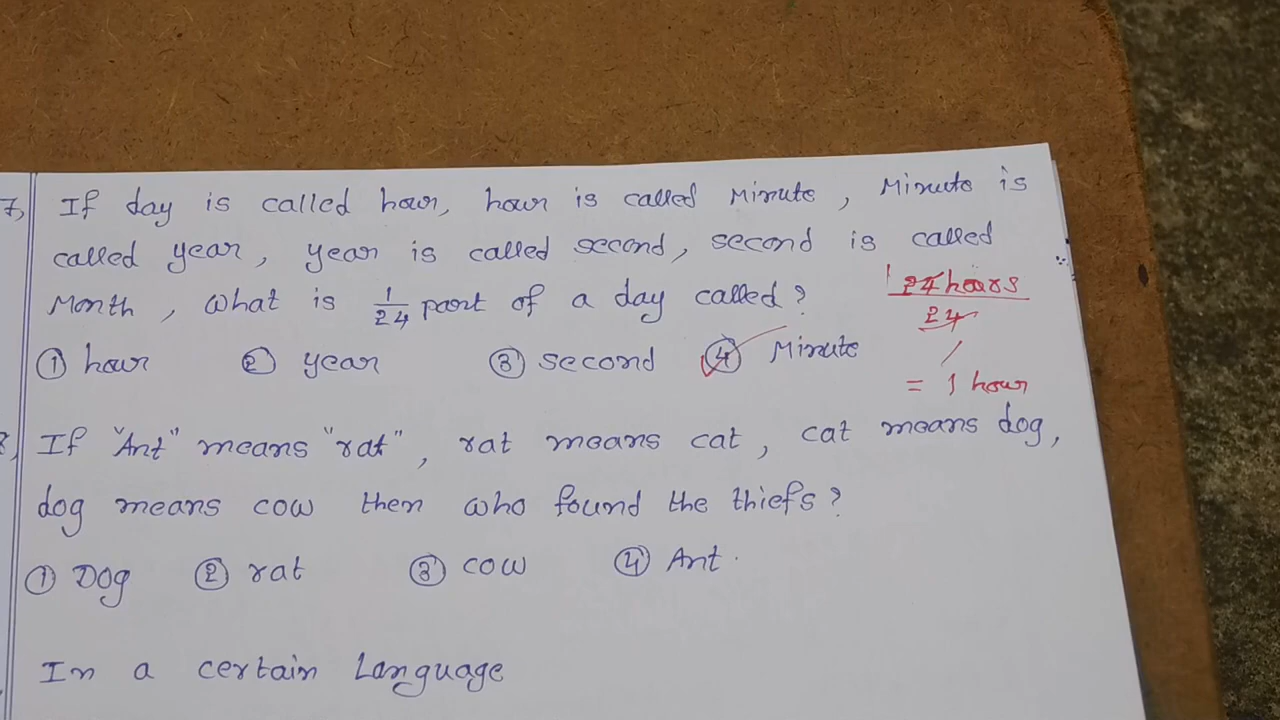 7, If day is called hour, hour is called Minute, Minute is
called year, year is called second, second is called
Month, what is 1/24 part of a day called?
1 24 hours
24
① hour ② year ③ second ④ Minute
= 1 hour
8, If "Ant" means "rat", rat means cat, cat means dog,
dog means cow then who found the thiefs?
① Dog ② rat ③ cow ④ Ant.
In a certain Language